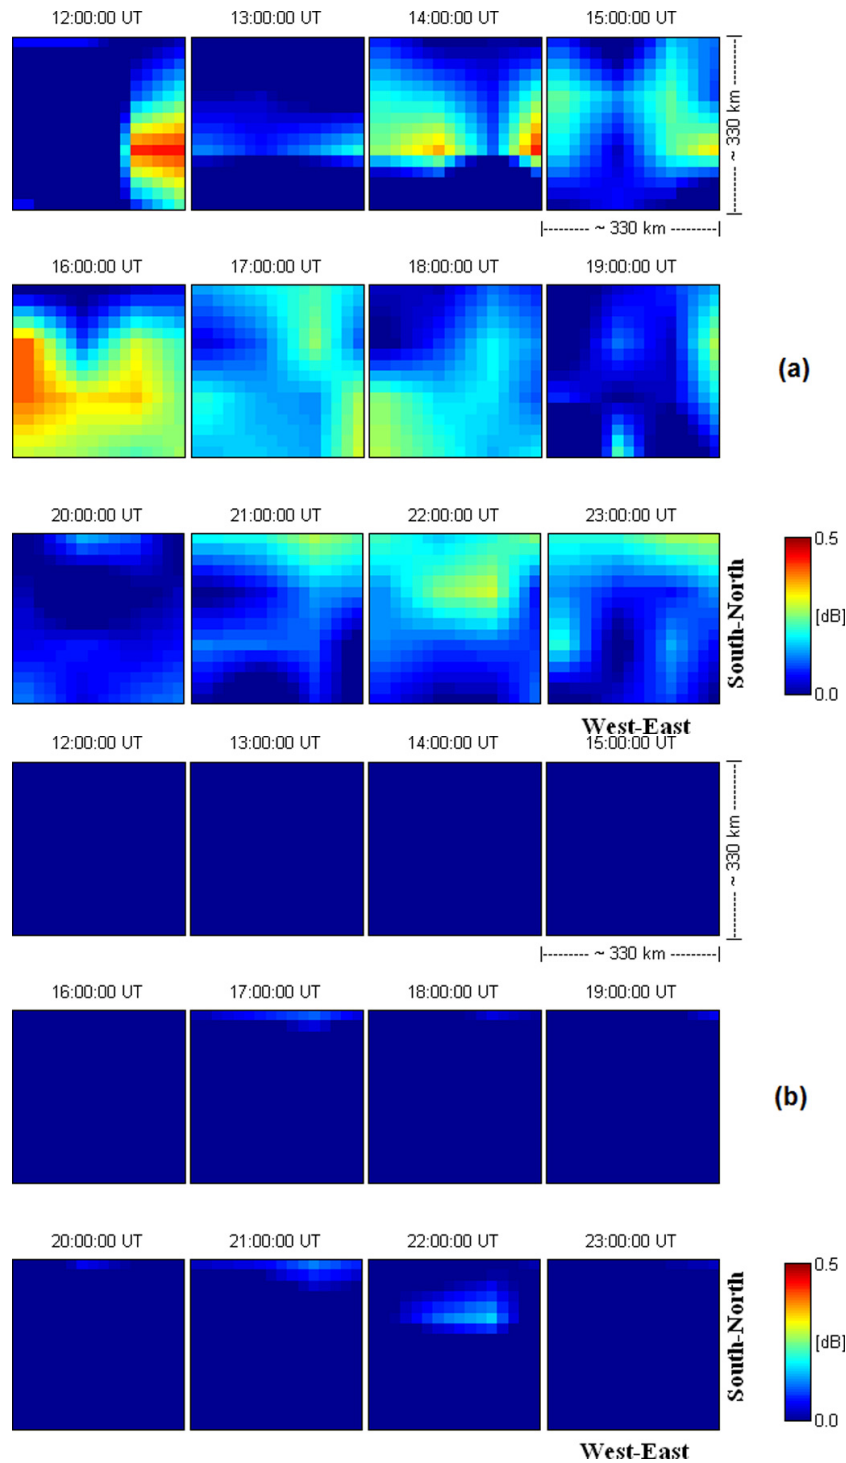 12:00:00 UT 13:00:00 UT 14:00:00 UT 15:00:00 UT
~ 330 km
|-------- ~ 330 km --------|
16:00:00 UT 17:00:00 UT 18:00:00 UT 19:00:00 UT
(a)
20:00:00 UT 21:00:00 UT 22:00:00 UT 23:00:00 UT
South-North
0.5
[dB]
0.0
West-East
12:00:00 UT 13:00:00 UT 14:00:00 UT 15:00:00 UT
~ 330 km
|-------- ~ 330 km --------|
16:00:00 UT 17:00:00 UT 18:00:00 UT 19:00:00 UT
(b)
20:00:00 UT 21:00:00 UT 22:00:00 UT 23:00:00 UT
South-North
0.5
[dB]
0.0
West-East